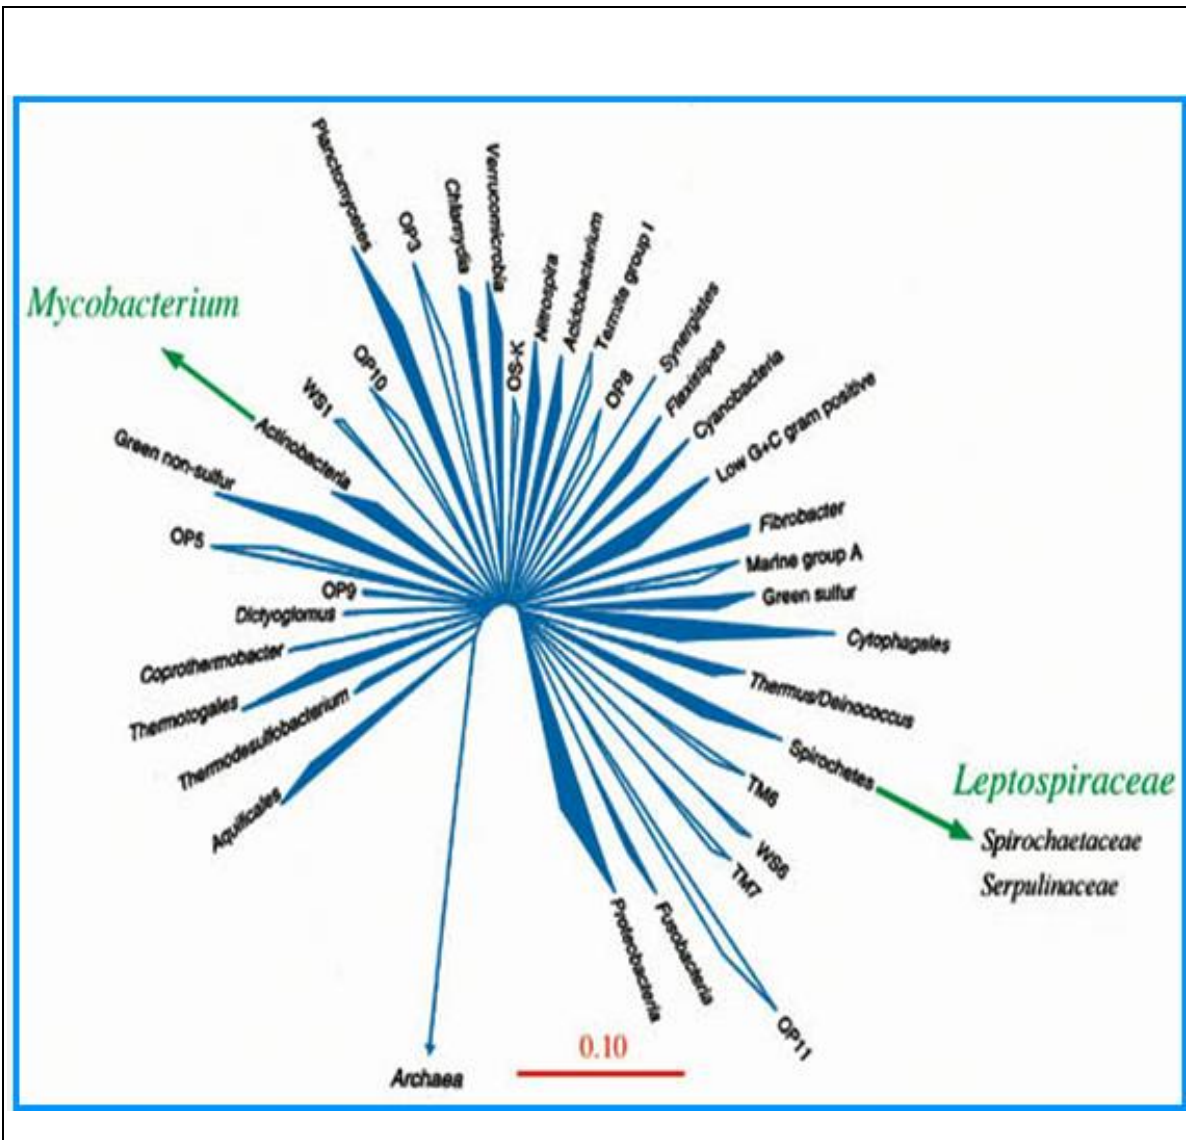 Planctomycetes
OP3
Chlamydia
Verrucomicrobia
OS-K
Nitrospira
Acidobacterium
Termite group I
OP8
Synergistes
Flexistipes
Cyanobacteria
Low G+C gram positive
Fibrobacter
Marine group A
Green sulfur
Cytophagales
Thermus/Deinococcus
Spirochetes
Leptospiraceae
Spirochaetaceae
Serpulinaceae
TM6
WS6
TM7
OP11
Fusobacteria
Proteobacteria
0.10
Archaea
Aquificales
Thermodesulfobacterium
Thermotogales
Coprothermobacter
Dictyoglomus
OP9
OP5
Green non-sulfur
Actinobacteria
Mycobacterium
WS1
OP10